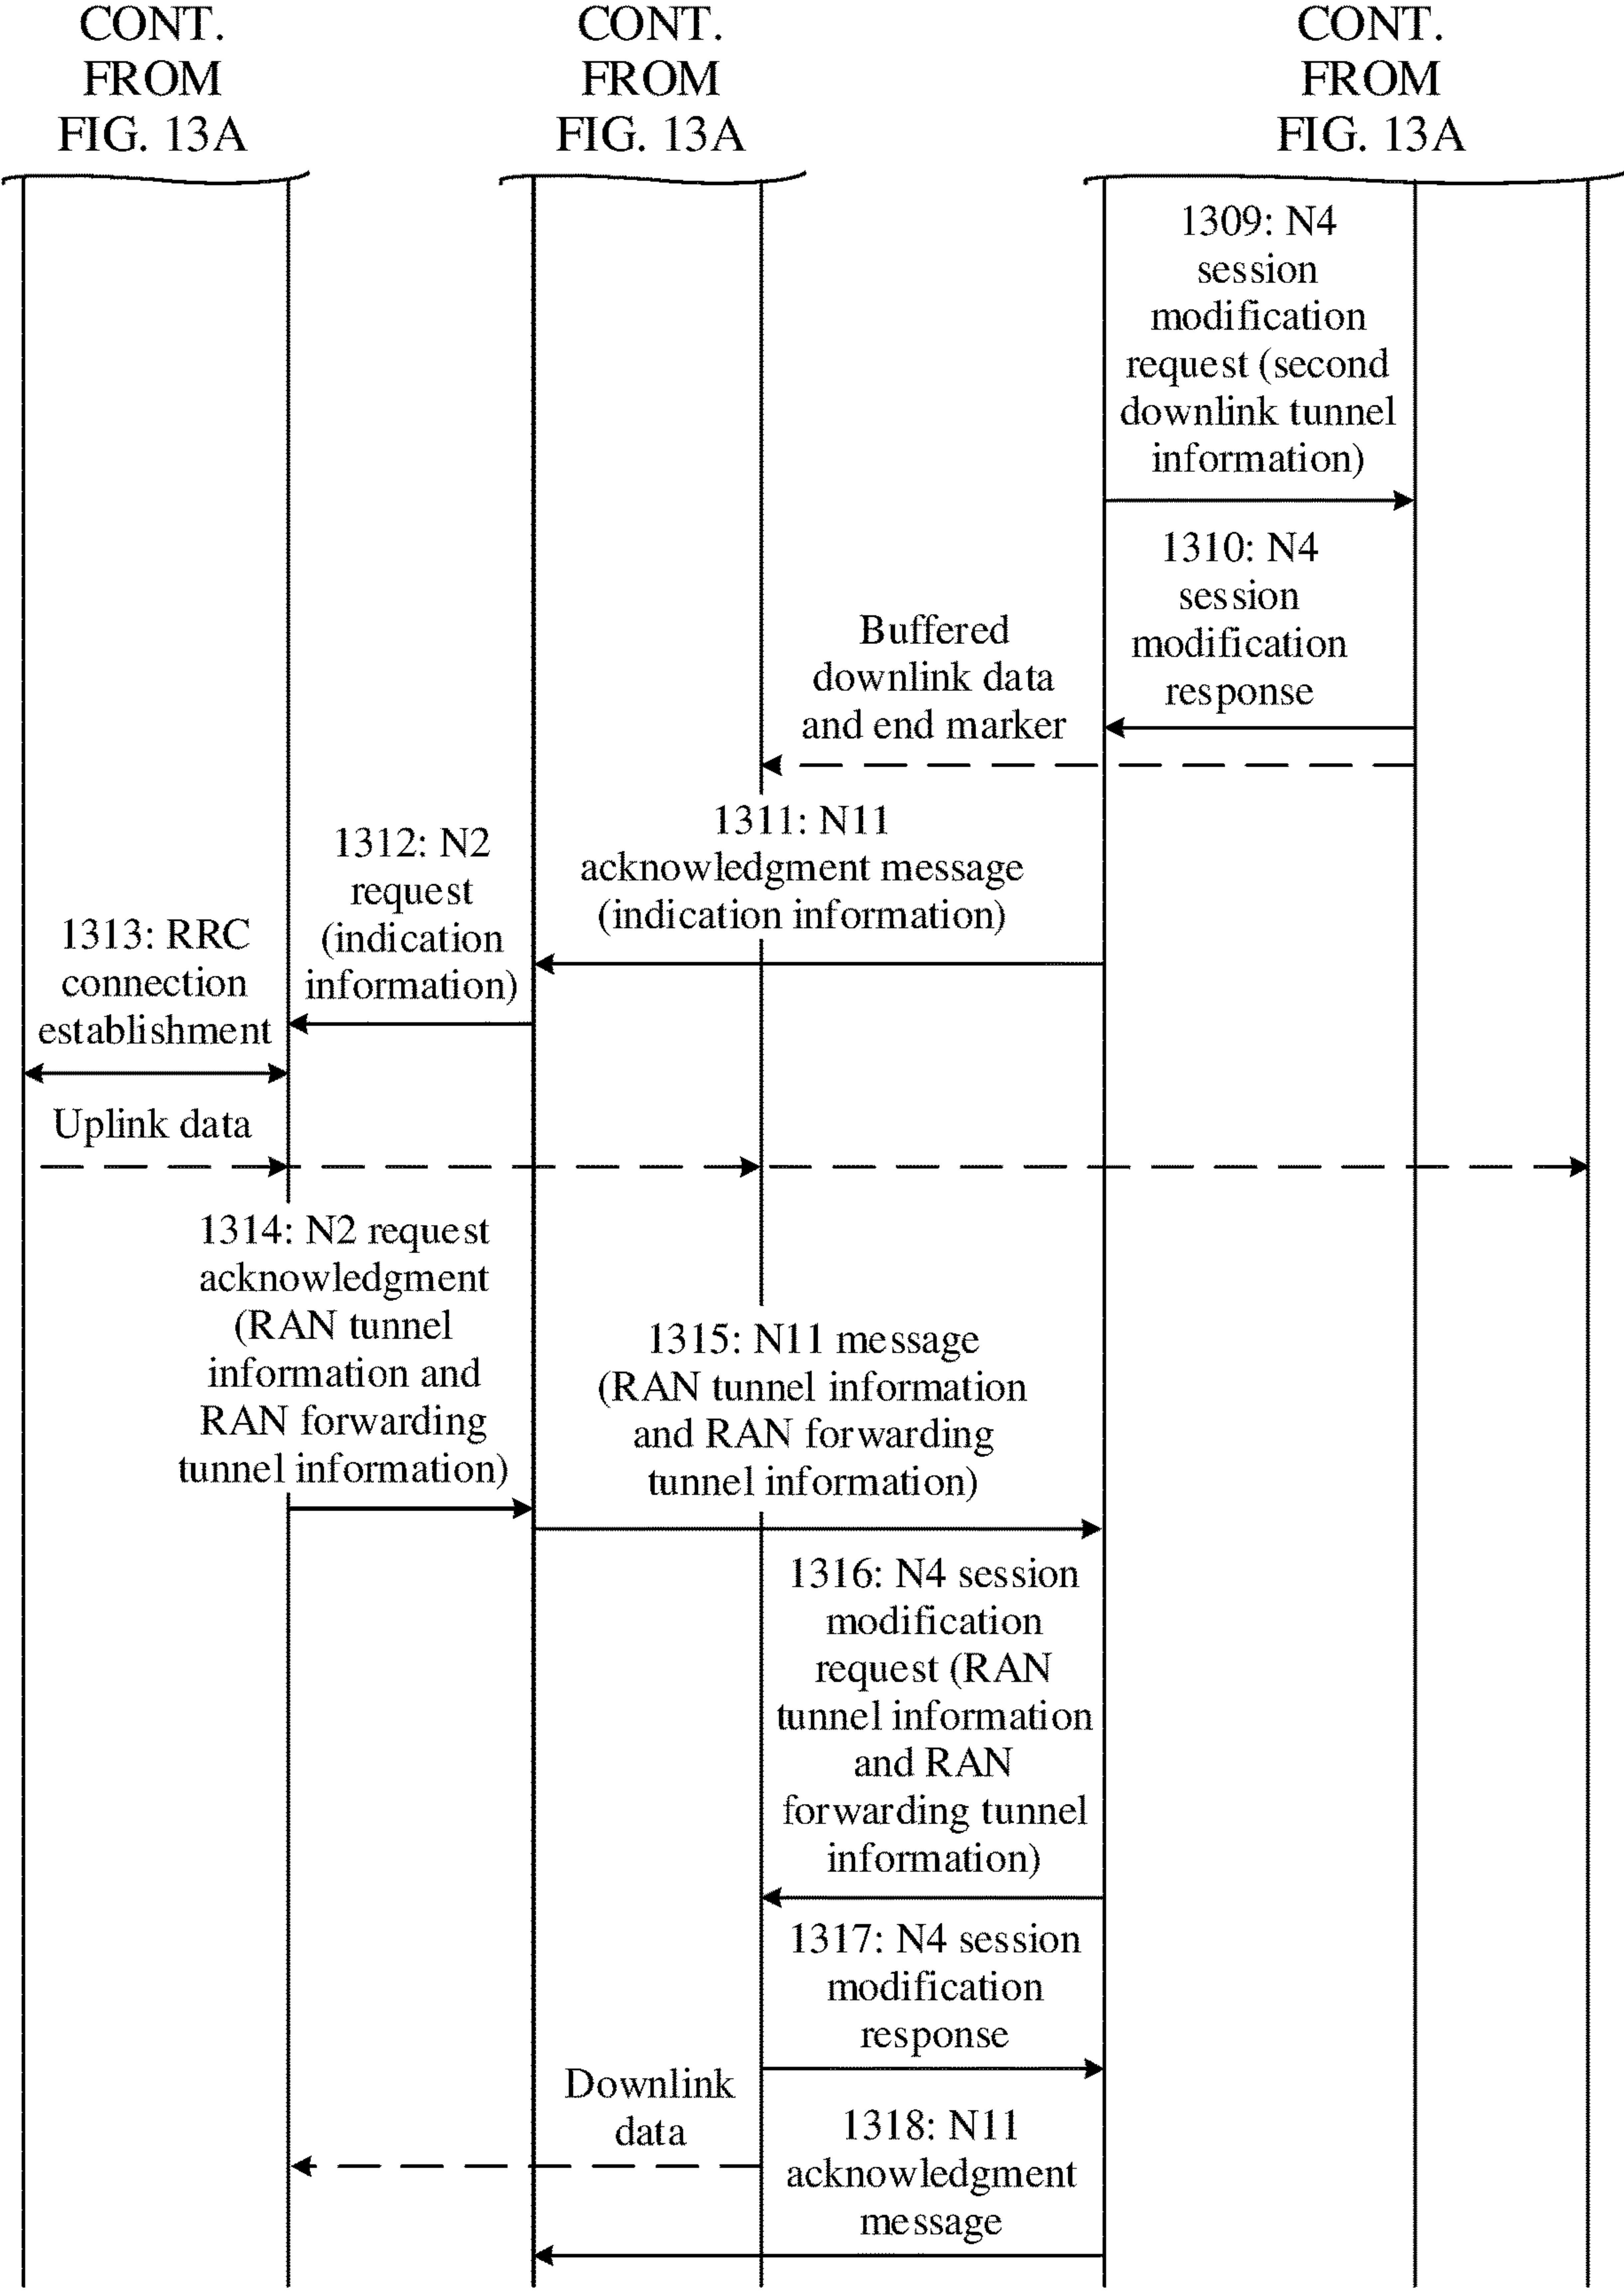 CONT.
FROM
FIG. 13A
CONT.
FROM
FIG. 13A
CONT.
FROM
FIG. 13A
1309: N4
session
modification
request (second
downlink tunnel
information)
1310: N4
session
modification
response
Buffered
downlink data
and end marker
1311: N11
acknowledgment message
(indication information)
1312: N2
request
(indication
information)
1313: RRC
connection
establishment
Uplink data
1314: N2 request
acknowledgment
(RAN tunnel
information and
RAN forwarding
tunnel information)
1315: N11 message
(RAN tunnel information
and RAN forwarding
tunnel information)
1316: N4 session
modification
request (RAN
tunnel information
and RAN
forwarding tunnel
information)
1317: N4 session
modification
response
Downlink
data
1318: N11
acknowledgment
message